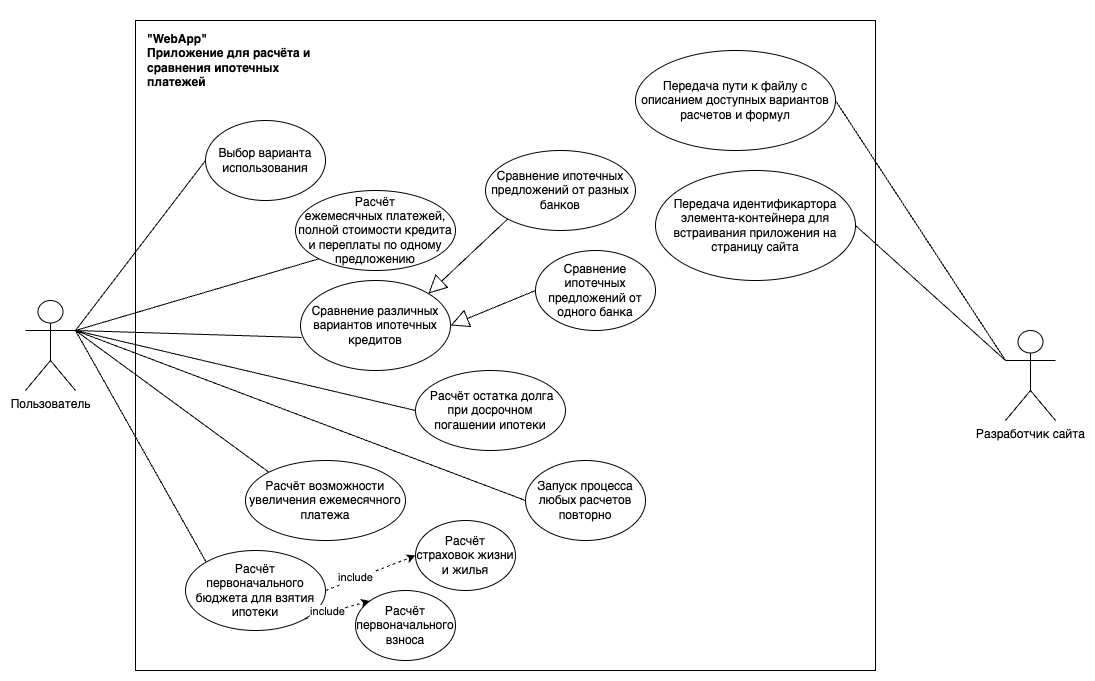 "WebApp"
Приложение для расчёта и
сравнения ипотечных
платежей
Передача пути к файлу с
описанием доступных вариантов
расчетов и формул
Выбор варианта
использования
Сравнение ипотечных
предложений от разных
банков
Расчёт
ежемесячных платежей,
полной стоимости кредита
и переплаты по одному
предложению
Передача идентификартора
элемента-контейнера для
встраивания приложения на
страницу сайта
Сравнение
ипотечных
предложений от
одного банка
Сравнение различных
вариантов ипотечных
кредитов
Пользователь
Расчёт остатка долга
при досрочном
погашении ипотеки
Разработчик сайта
Расчёт возможности
увеличения ежемесячного
платежа
Запуск процесса
любых расчетов
повторно
Расчёт
страховок жизни
и жилья
Расчёт
первоначального
бюджета для взятия
ипотеки
include
include
Расчёт
первоначального
взноса